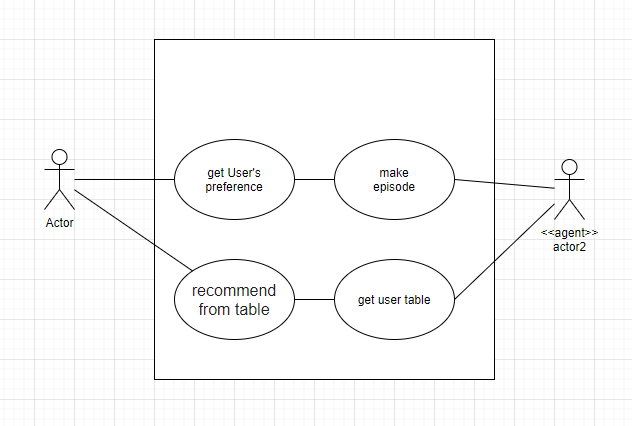 get User's
preference
make
episode
Actor
<<agent>>
actor2
recommend
from table
get user table